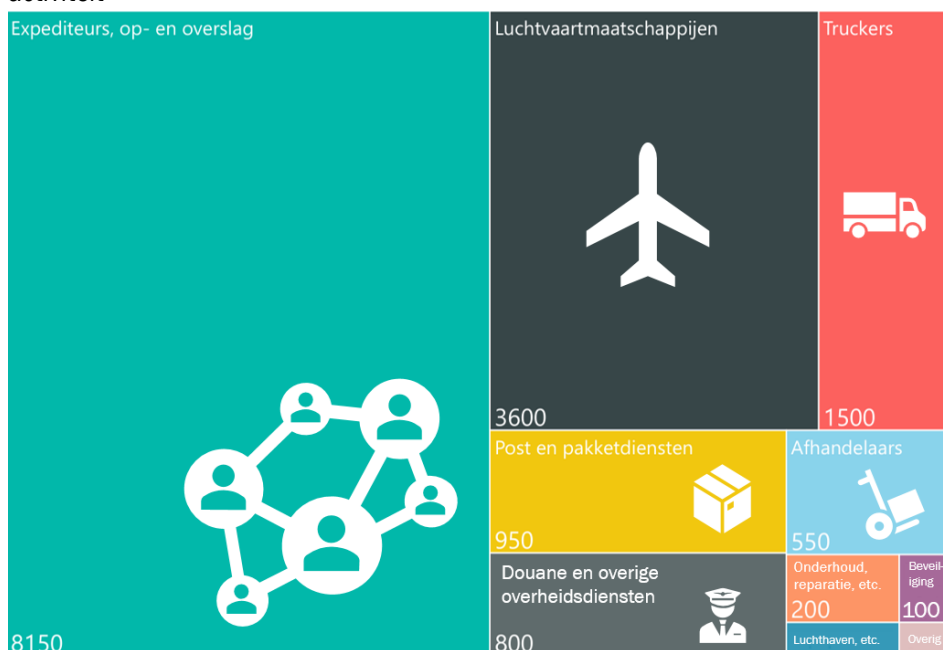 Expediteurs, op- en overslag
8150
Luchtvaartmaatschappijen
3600
Truckers
1500
Post en pakketdiensten
950
Afhandelaars
550
Douane en overige
overheidsdiensten
800
Onderhoud,
reparatie, etc.
200
Beveil-
iging
100
Luchthaven, etc.
Overig